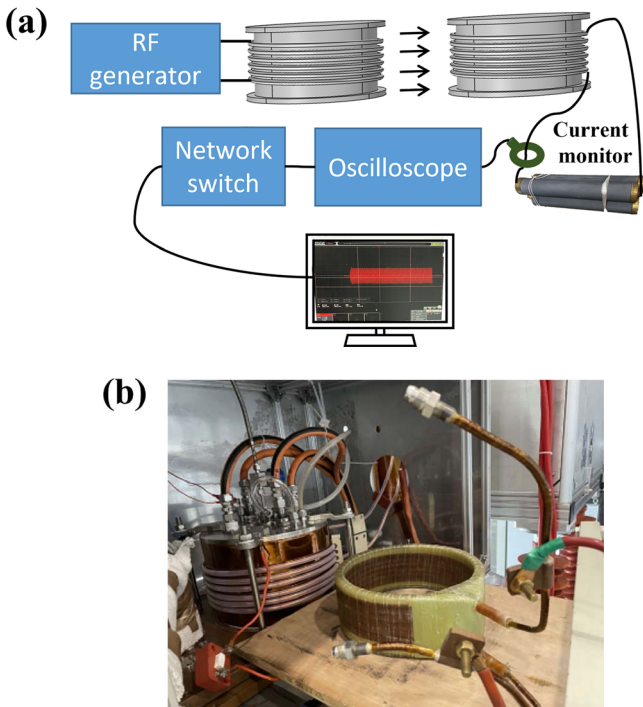 (a)
RF
generator
Network
switch
Oscilloscope
Current
monitor
(b)